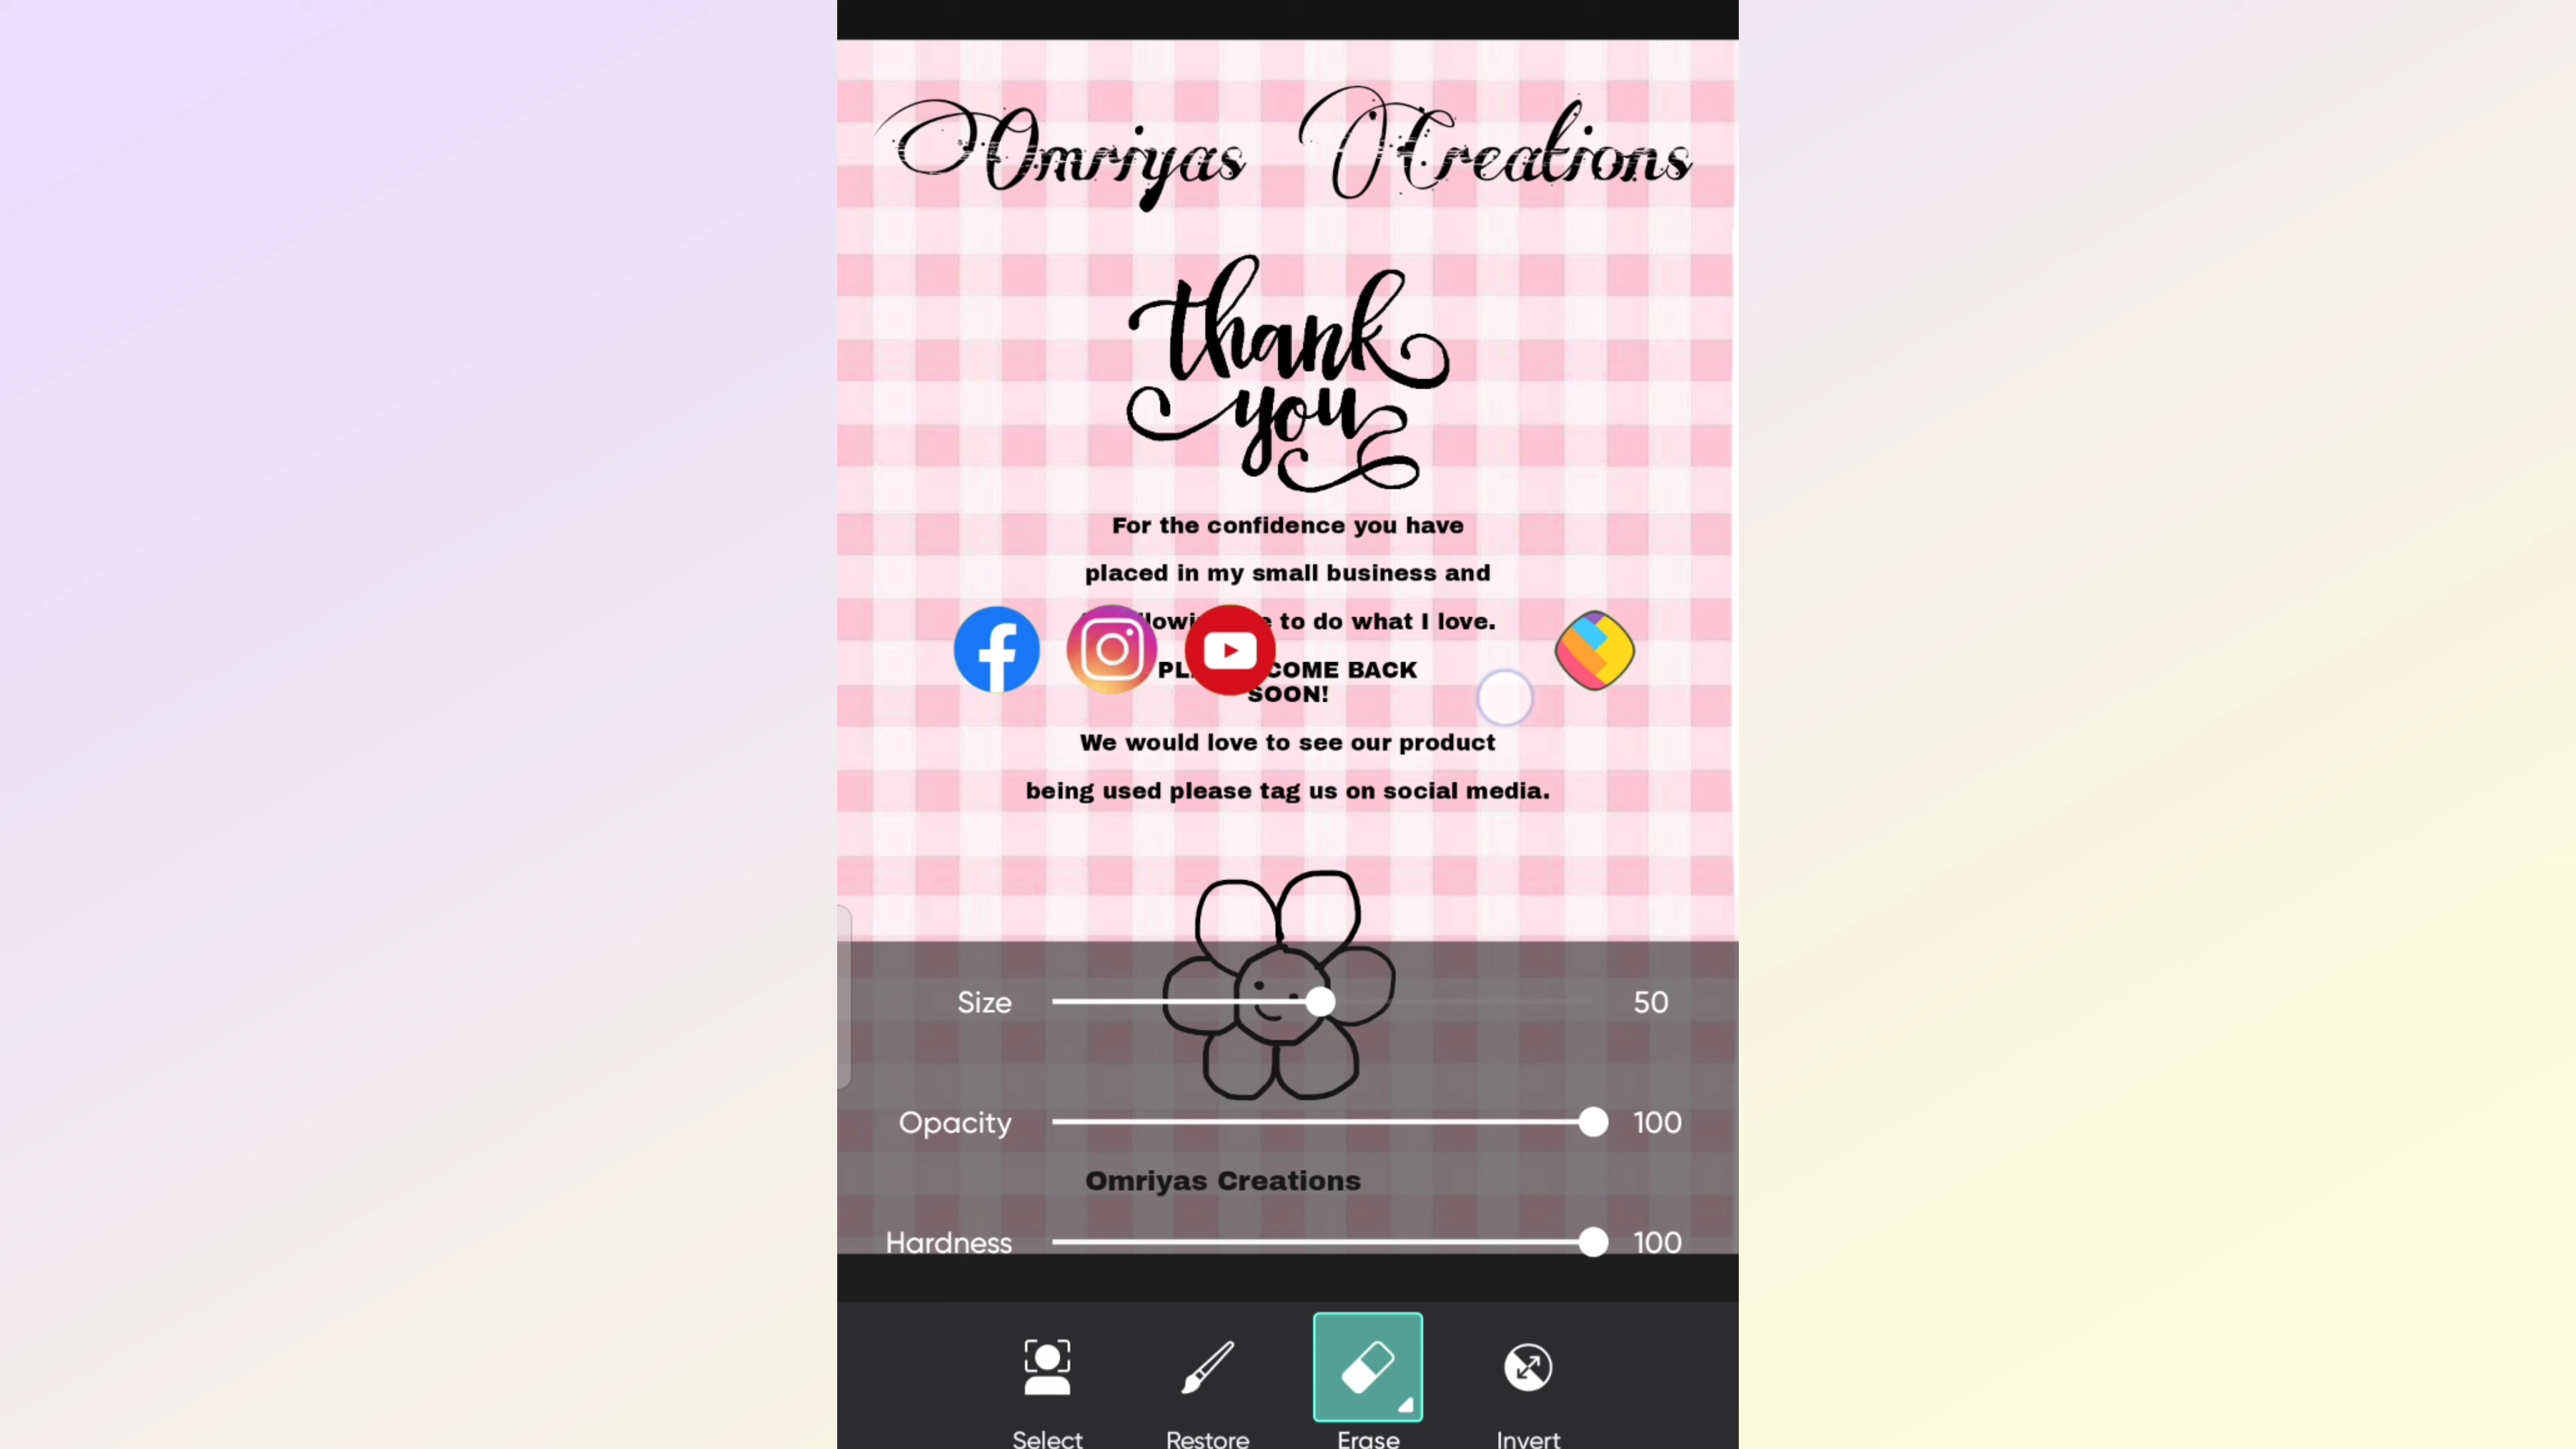 Omriyas Creations
thank
you
For the confidence you have
placed in my small business and
to do what I love.
COME BACK
SOON!
We would love to see our product
being used please tag us on social media.
Size 50
Opacity 100
Omriyas Creations
Hardness 100
Select Restore Erase Invert